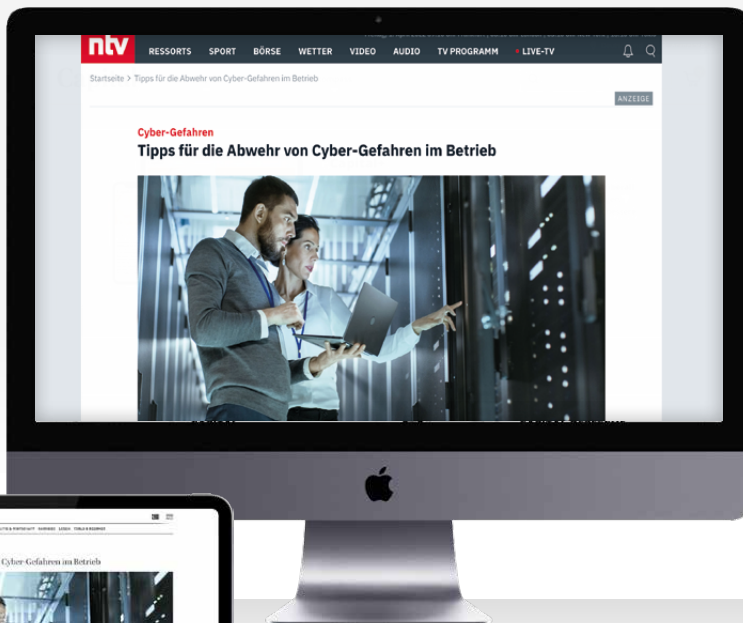 ntv
RESSORTS SPORT BÖRSE WETTER VIDEO AUDIO TV PROGRAMM LIVE-TV
Startseite > Tipps für die Abwehr von Cyber-Gefahren im Betrieb
ANZEIGE
Cyber-Gefahren
Tipps für die Abwehr von Cyber-Gefahren im Betrieb
Cyber-Gefahren im Betrieb